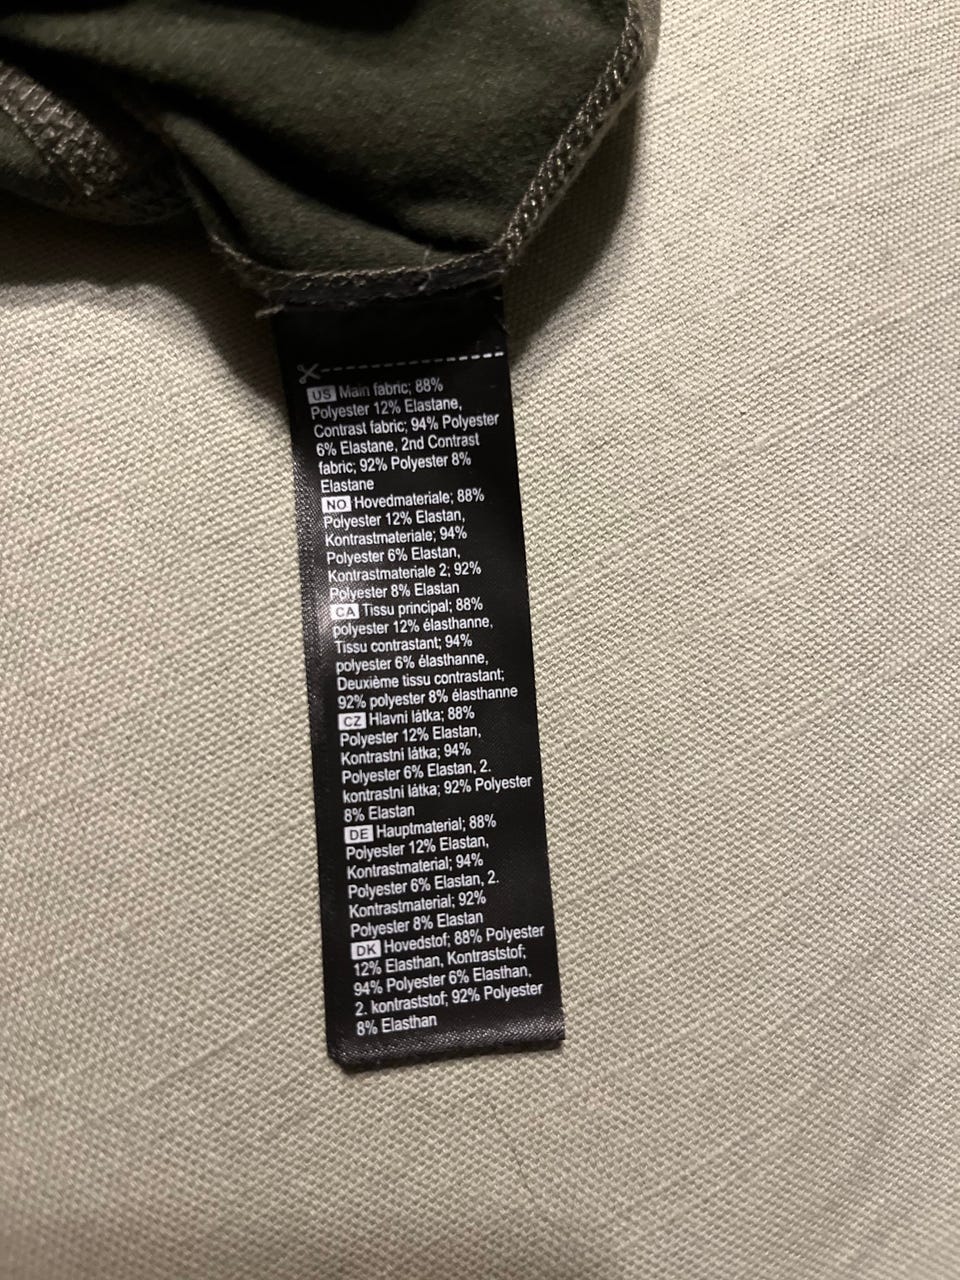 US Main fabric; 88%
Polyester 12% Elastane,
Contrast fabric; 94% Polyester
6% Elastane, 2nd Contrast
fabric; 92% Polyester 8%
Elastane
NO Hovedmateriale; 88%
Polyester 12% Elastan,
Kontrastmateriale; 94%
Polyester 6% Elastan,
Kontrastmateriale 2; 92%
Polyester 8% Elastan
CA Tissu principal; 88%
polyester 12% élasthanne,
Tissu contrastant; 94%
polyester 6% élasthanne,
Deuxième tissu contrastant;
92% polyester 8% élasthanne
CZ Hlavní látka; 88%
Polyester 12% Elastan,
Kontrastní látka; 94%
Polyester 6% Elastan, 2.
kontrastní látka; 92% Polyester
8% Elastan
DE Hauptmaterial; 88%
Polyester 12% Elastan,
Kontrastmaterial; 94%
Polyester 6% Elastan, 2.
Kontrastmaterial; 92%
Polyester 8% Elastan
DK Hovedstof; 88% Polyester
12% Elasthan, Kontraststof;
94% Polyester 6% Elasthan,
2. kontraststof; 92% Polyester
8% Elasthan